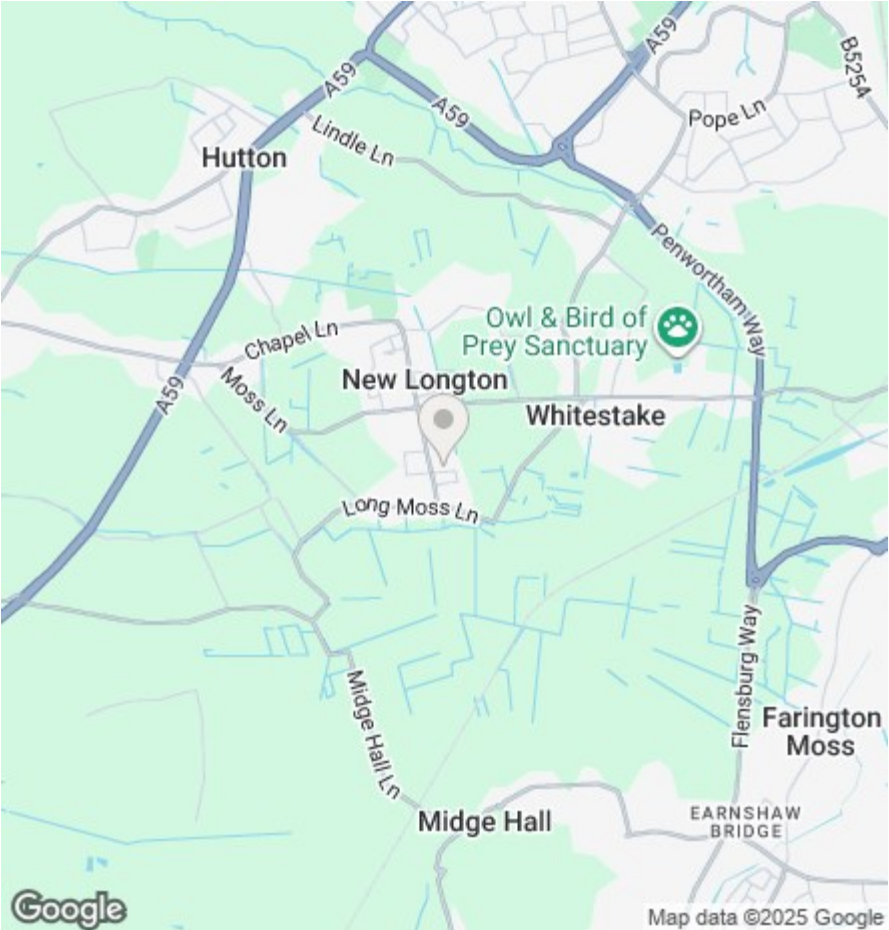 A59
A59
A59
B5254
Pope Ln
Lindle Ln
Hutton
Penwortham Way
Owl & Bird of
Prey Sanctuary
Chapel Ln
New Longton
A59
Moss Ln
Whitestake
Long Moss Ln
Flensburg Way
Midge Hall Ln
Farington
Moss
Midge Hall
EARNSHAW
BRIDGE
Google
Map data ©2025 Google